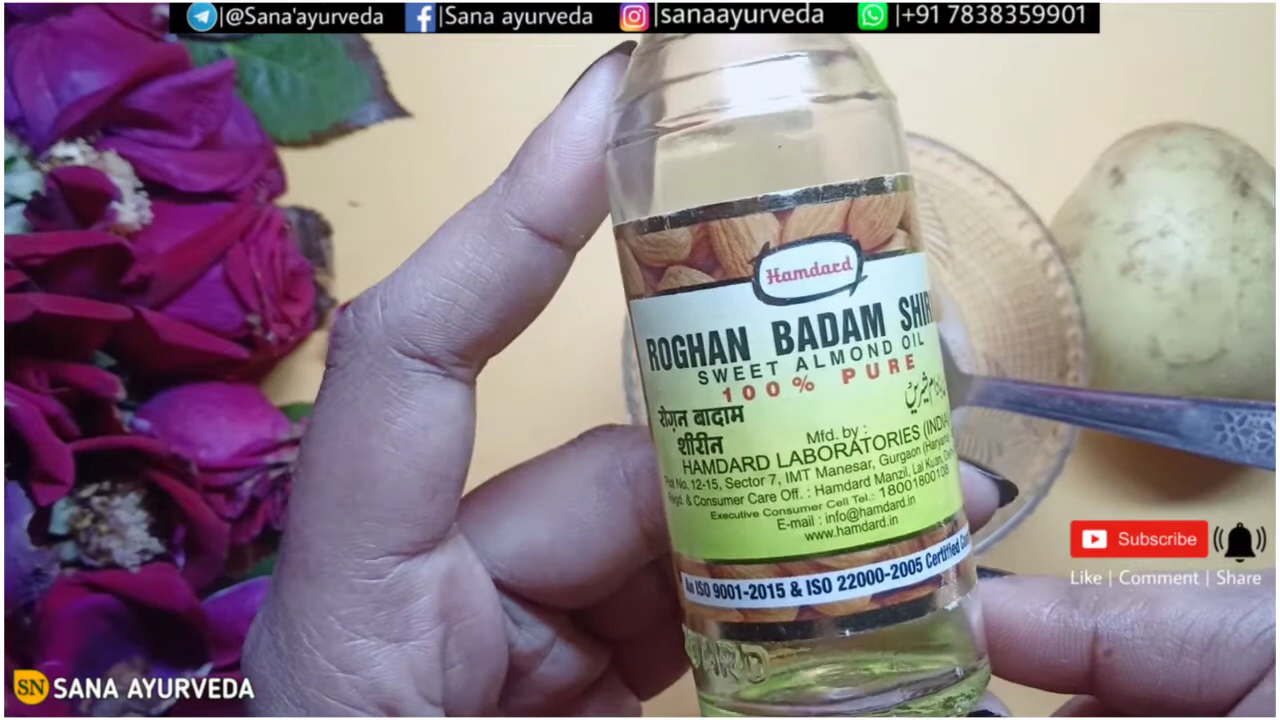 |@Sana'ayurveda |Sana ayurveda |sanaayurveda |+91 7838359901
Hamdard
ROGHAN BADAM SHIR
SWEET ALMOND OIL
100% PURE
रोग़न बादाम
शीरीन
Mfd. by :
HAMDARD LABORATORIES (INDIA
No. 12-15, Sector 7, IMT Manesar, Gurgaon (Haryana
& Consumer Care Off. : Hamdard Manzil, Lal Kuan,
Executive Consumer Cell Tel.: 18001800108
E-mail : info@hamdard.in
www.hamdard.in
An ISO 9001-2015 & ISO 22000-2005 Certified
Subscribe
Like | Comment | Share
SN SANA AYURVEDA